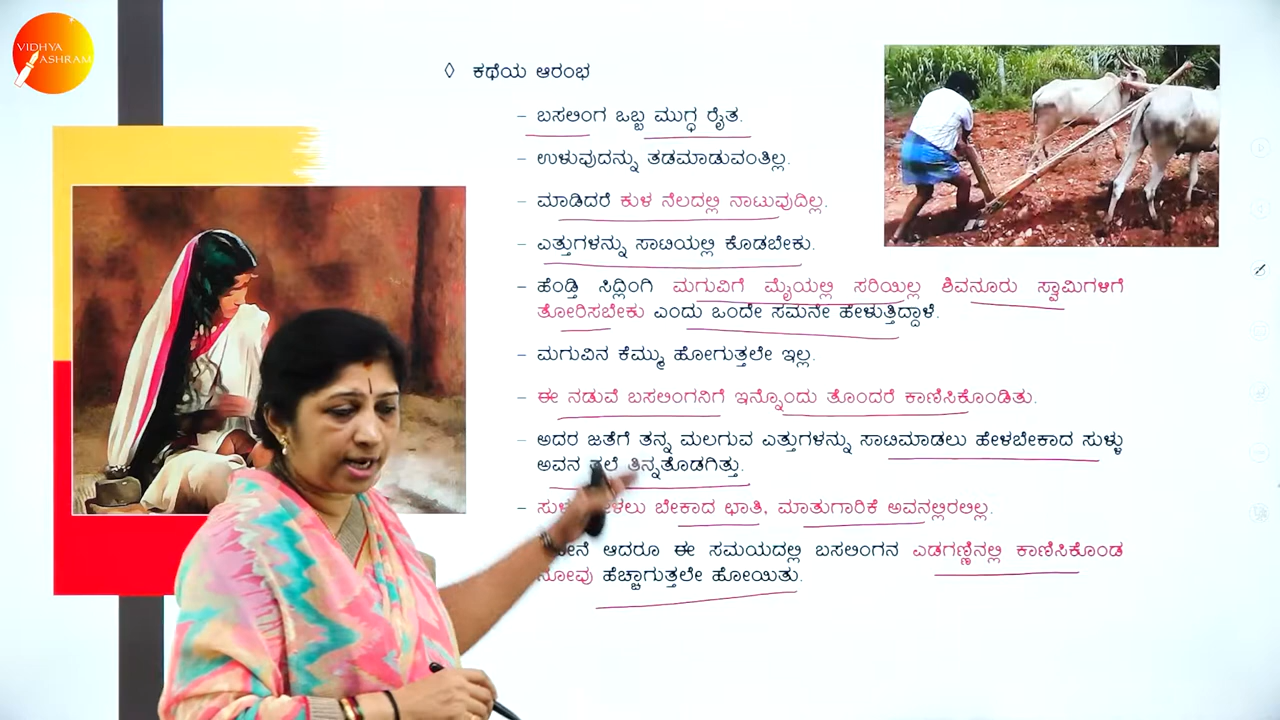 VIDHYA
ASHRAM
◊ ಕಥೆಯ ಆರಂಭ
– ಬಸಲಿಂಗ ಒಬ್ಬ ಮುಗ್ಧ ರೈತ.
– ಉಳುವುದನ್ನು ತಡಮಾಡುವಂತಿಲ್ಲ.
– ಮಾಡಿದರೆ ಕುಳ ನೆಲದಲ್ಲಿ ನಾಟುವುದಿಲ್ಲ.
– ಎತ್ತುಗಳನ್ನು ಸಾಟಿಯಲ್ಲಿ ಕೊಡಬೇಕು.
– ಹೆಂಡ್ತಿ ಸಿದ್ಲಿಂಗಿ ಮಗುವಿಗೆ ಮೈಯಲ್ಲಿ ಸರಿಯಿಲ್ಲ ಶಿವನೂರು ಸ್ವಾಮಿಗಳಿಗೆ
ತೋರಿಸಬೇಕು ಎಂದು ಒಂದೇ ಸಮನೇ ಹೇಳುತ್ತಿದ್ದಾಳೆ.
– ಮಗುವಿನ ಕೆಮ್ಮು ಹೋಗುತ್ತಲೇ ಇಲ್ಲ.
– ಈ ನಡುವೆ ಬಸಲಿಂಗನಿಗೆ ಇನ್ನೊಂದು ತೊಂದರೆ ಕಾಣಿಸಿಕೊಂಡಿತು.
– ಅದರ ಜತೆಗೆ ತನ್ನ ಮಲಗುವ ಎತ್ತುಗಳನ್ನು ಸಾಟಿಮಾಡಲು ಹೇಳಬೇಕಾದ ಸುಳ್ಳು
ಅವನ ತಲೆ ತಿನ್ನತೊಡಗಿತ್ತು.
– ಬೇಕಾದ ಛಾತಿ, ಮಾತುಗಾರಿಕೆ ಅವನಲ್ಲಿರಲಿಲ್ಲ.
ಆದರೂ ಈ ಸಮಯದಲ್ಲಿ ಬಸಲಿಂಗನ ಎಡಗಣ್ಣಿನಲ್ಲಿ ಕಾಣಿಸಿಕೊಂಡ
ನೋವು ಹೆಚ್ಚಾಗುತ್ತಲೇ ಹೋಯಿತು.